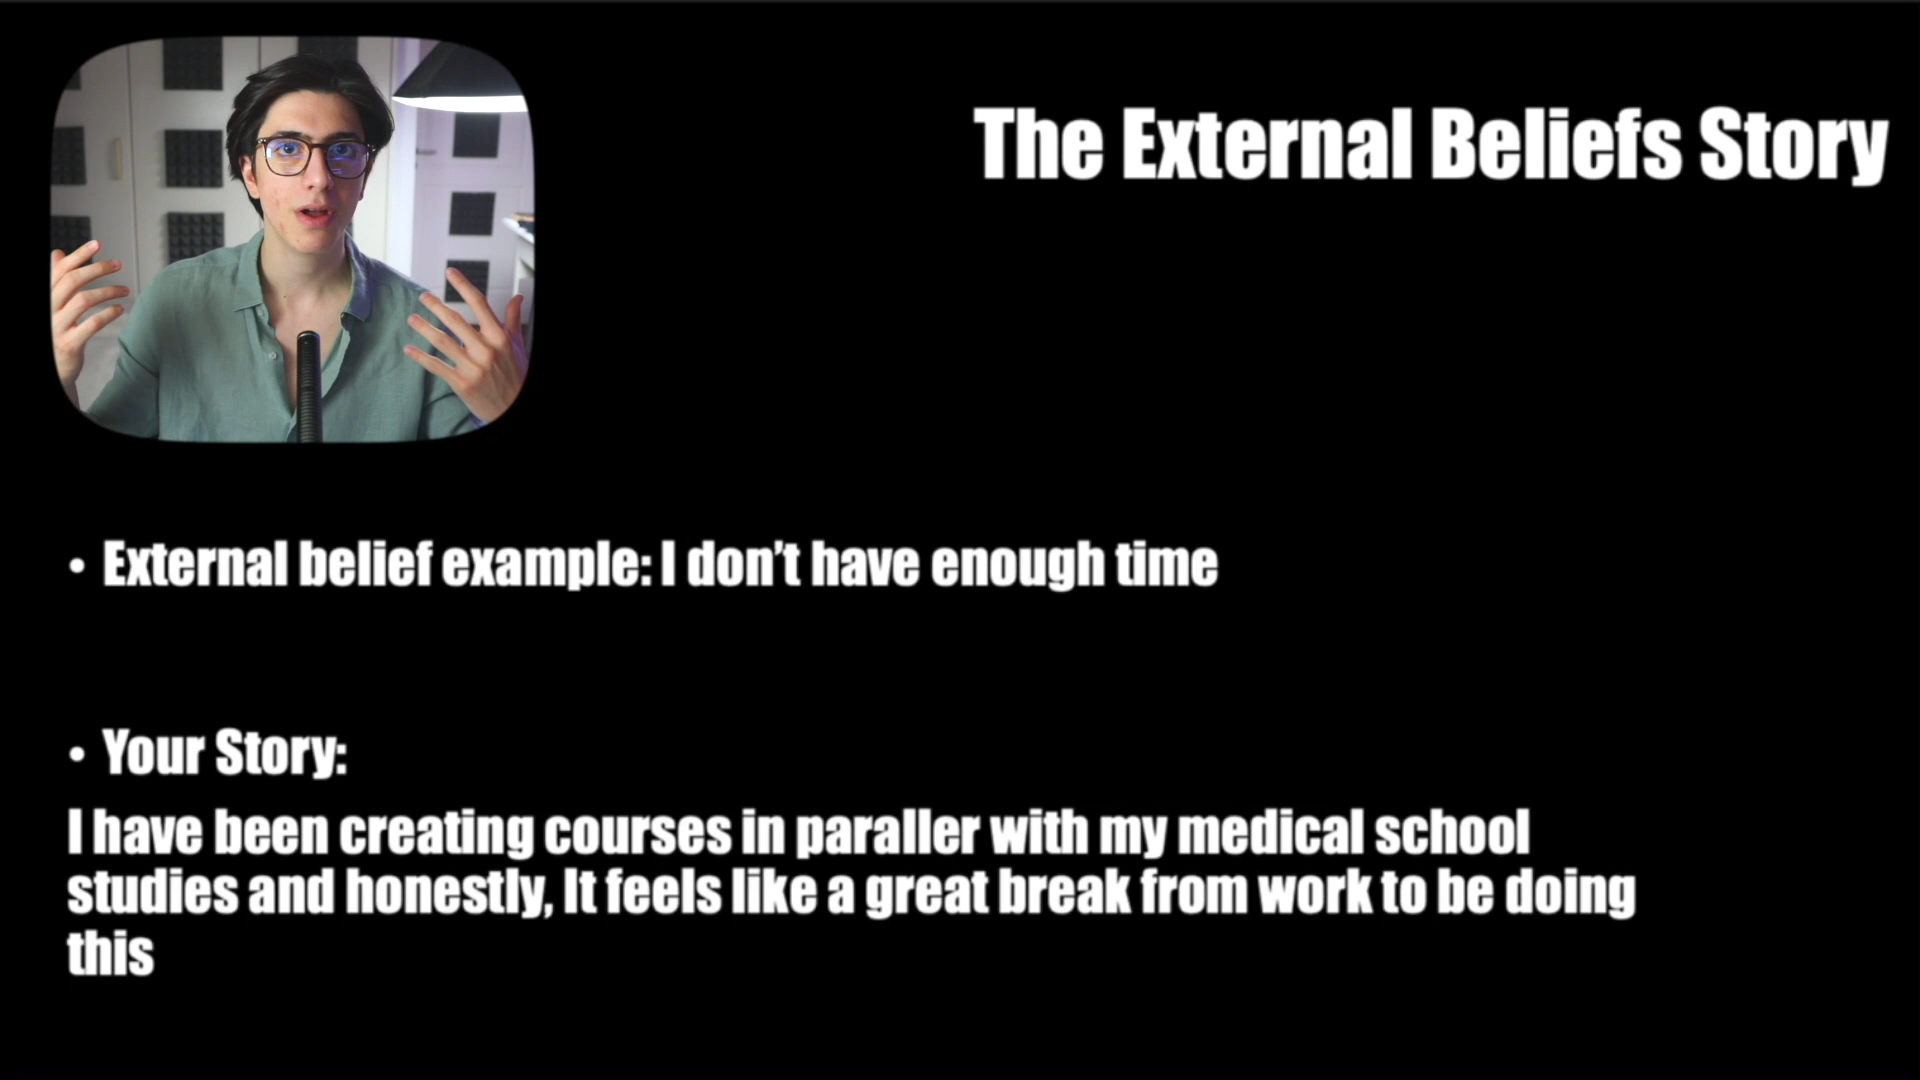 The External Beliefs Story
• External belief example: I don't have enough time
• Your Story:
I have been creating courses in paraller with my medical school
studies and honestly, It feels like a great break from work to be doing
this